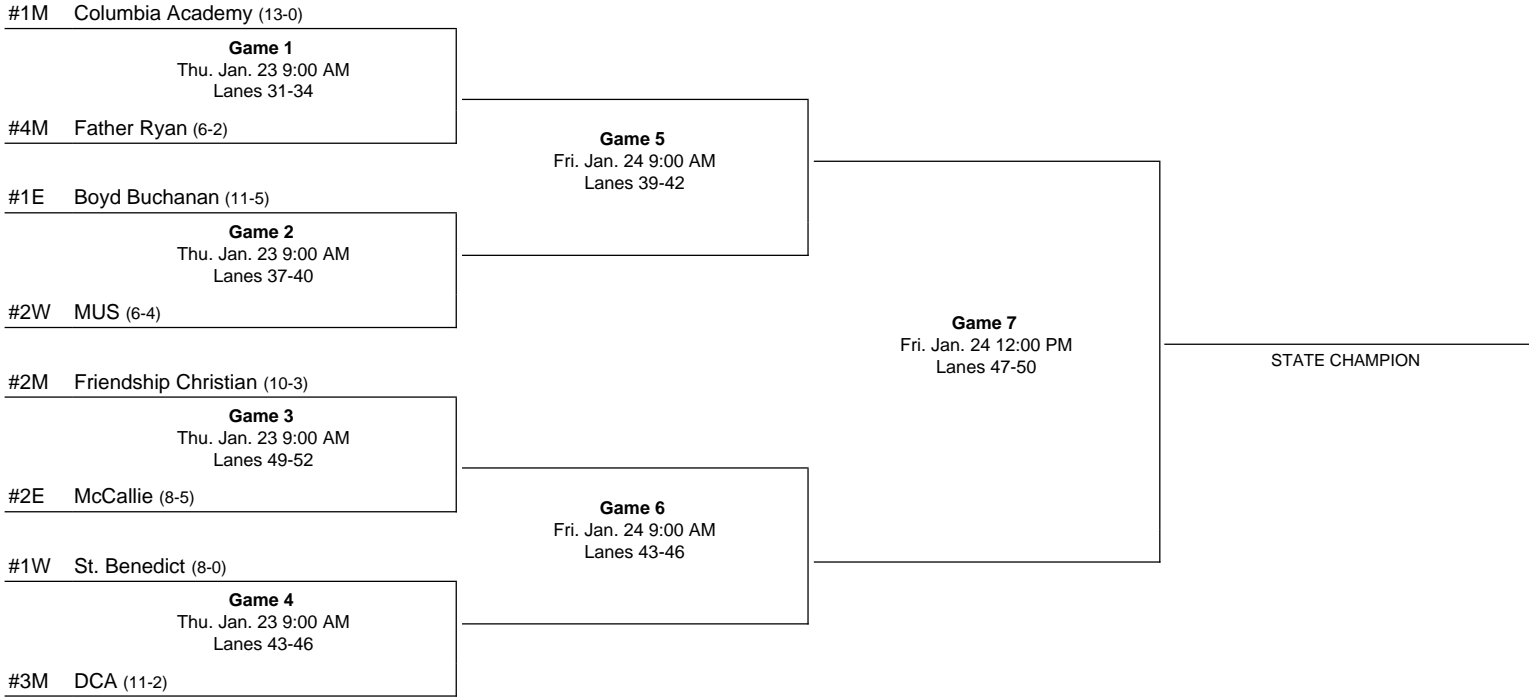 #1M Columbia Academy (13-0)
Game 1
Thu. Jan. 23 9:00 AM
Lanes 31-34
#4M Father Ryan (6-2)
#1E Boyd Buchanan (11-5)
Game 2
Thu. Jan. 23 9:00 AM
Lanes 37-40
#2W MUS (6-4)
#2M Friendship Christian (10-3)
Game 3
Thu. Jan. 23 9:00 AM
Lanes 49-52
#2E McCallie (8-5)
#1W St. Benedict (8-0)
Game 4
Thu. Jan. 23 9:00 AM
Lanes 43-46
#3M DCA (11-2)
Game 5
Fri. Jan. 24 9:00 AM
Lanes 39-42
Game 6
Fri. Jan. 24 9:00 AM
Lanes 43-46
Game 7
Fri. Jan. 24 12:00 PM
Lanes 47-50
STATE CHAMPION